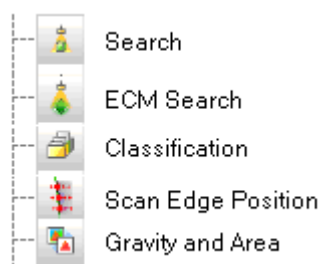 Search
ECM Search
Classification
Scan Edge Position
Gravity and Area